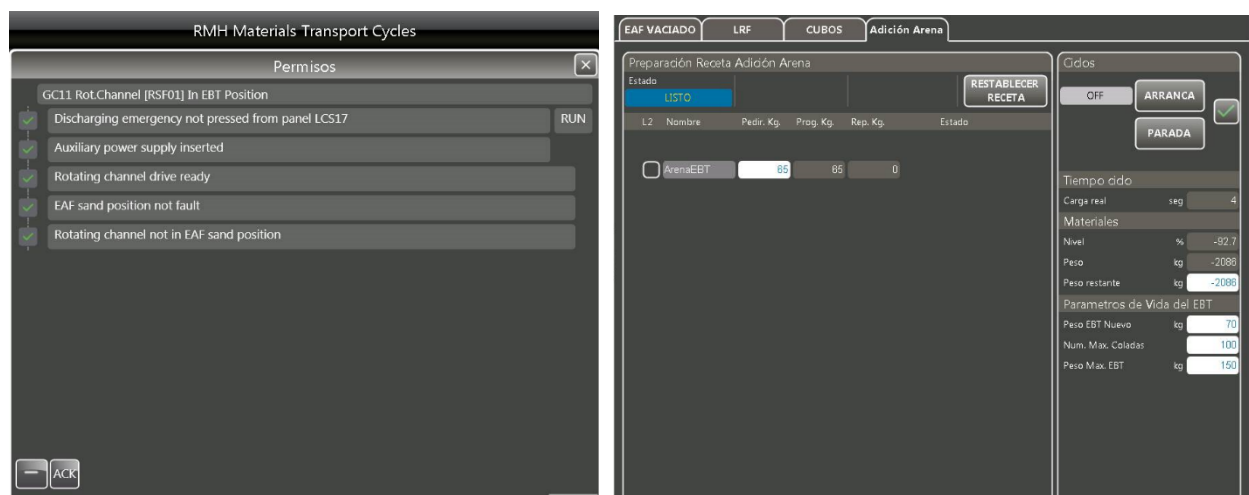 RMH Materials Transport Cycles
Permisos
GC11 Rot.Channel [RSF01] In EBT Position
Discharging emergency not pressed from panel LCS17 RUN
Auxiliary power supply inserted
Rotating channel drive ready
EAF sand position not fault
Rotating channel not in EAF sand position
ACK
EAF VACIADO LRF CUBOS Adición Arena
Preparación Receta Adición Arena
Estado
LISTO
RESTABLECER
RECETA
L2 Nombre Pedir. Kg. Prog. Kg. Rep. Kg. Estado
ArenaEBT 65 65 0
Ciclos
OFF ARRANCA
PARADA
Tiempo ciclo
Carga real seg 4
Materiales
Nivel % -92.7
Peso kg -2086
Peso restante kg -2086
Parametros de Vida del EBT
Peso EBT Nuevo kg 70
Num. Max. Coladas 100
Peso Max. EBT kg 150